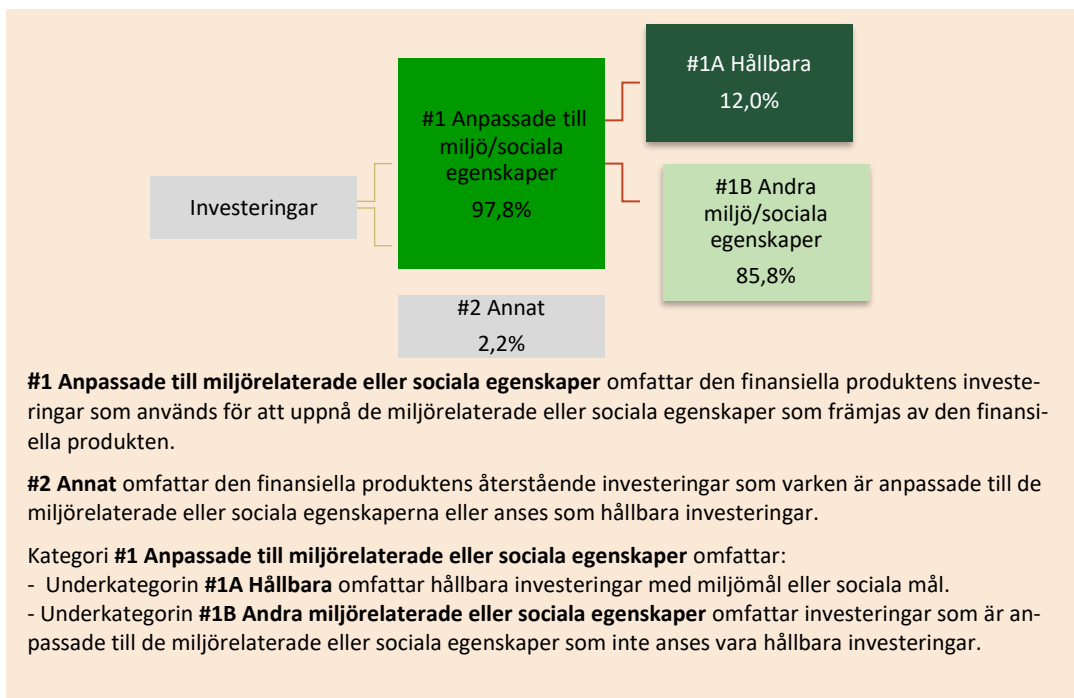 #1A Hållbara
12,0%
#1 Anpassade till
miljö/sociala
egenskaper
97,8%
#1B Andra
miljö/sociala
egenskaper
85,8%
Investeringar
#2 Annat
2,2%
#1 Anpassade till miljörelaterade eller sociala egenskaper omfattar den finansiella produktens investe-
ringar som används för att uppnå de miljörelaterade eller sociala egenskaper som främjas av den finansi-
ella produkten.
#2 Annat omfattar den finansiella produktens återstående investeringar som varken är anpassade till de
miljörelaterade eller sociala egenskaperna eller anses som hållbara investeringar.
Kategori #1 Anpassade till miljörelaterade eller sociala egenskaper omfattar:
- Underkategorin #1A Hållbara omfattar hållbara investeringar med miljömål eller sociala mål.
- Underkategorin #1B Andra miljörelaterade eller sociala egenskaper omfattar investeringar som är an-
passade till de miljörelaterade eller sociala egenskaper som inte anses vara hållbara investeringar.